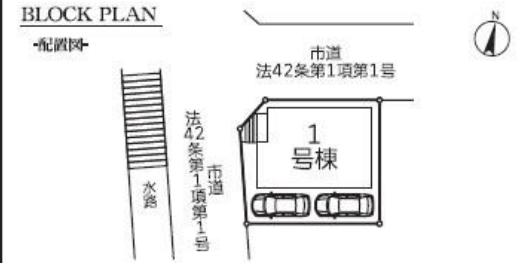 BLOCK PLAN
-配置図-
N
市道
法42条第1項第1号
1
号棟
市道
法42条第1項第1号
水路